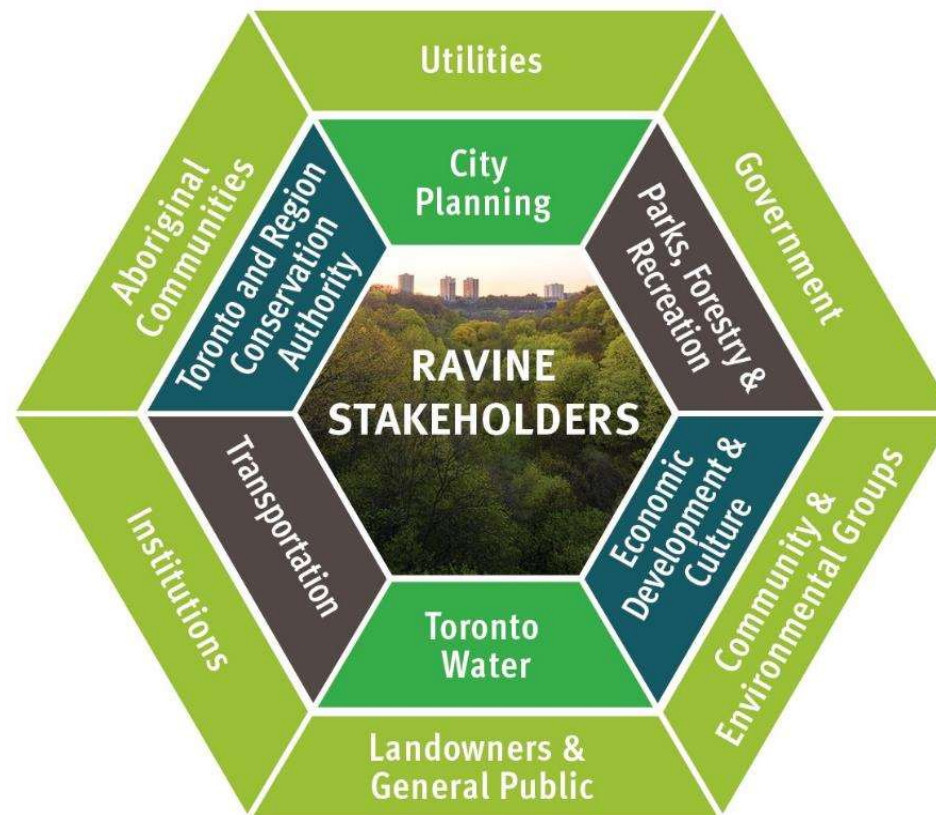 Utilities
City
Planning
Aboriginal
Communities
Toronto and Region
Conservation
Authority
Parks, Forestry &
Recreation
Government
RAVINE
STAKEHOLDERS
Institutions
Transportation
Economic
Development &
Culture
Community &
Environmental Groups
Toronto
Water
Landowners &
General Public